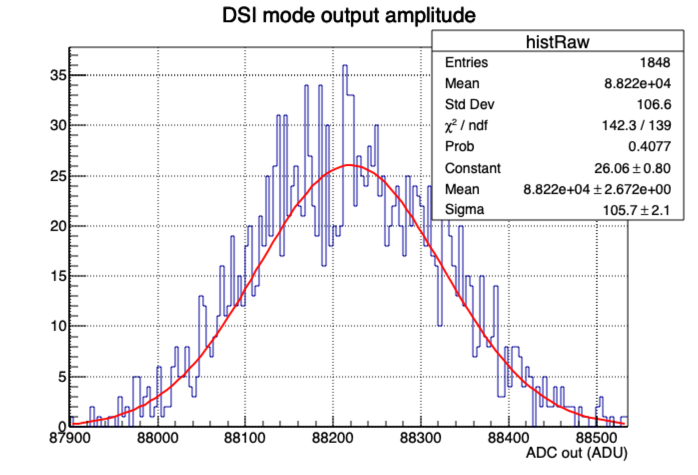 DSI mode output amplitude
histRaw
Entries 1848
Mean 8.822e+04
Std Dev 106.6
χ² / ndf 142.3 / 139
Prob 0.4077
Constant 26.06 ± 0.80
Mean 8.822e+04 ± 2.672e+00
Sigma 105.7 ± 2.1
35
30
25
20
15
10
5
0
87900 88000 88100 88200 88300 88400 88500
ADC out (ADU)